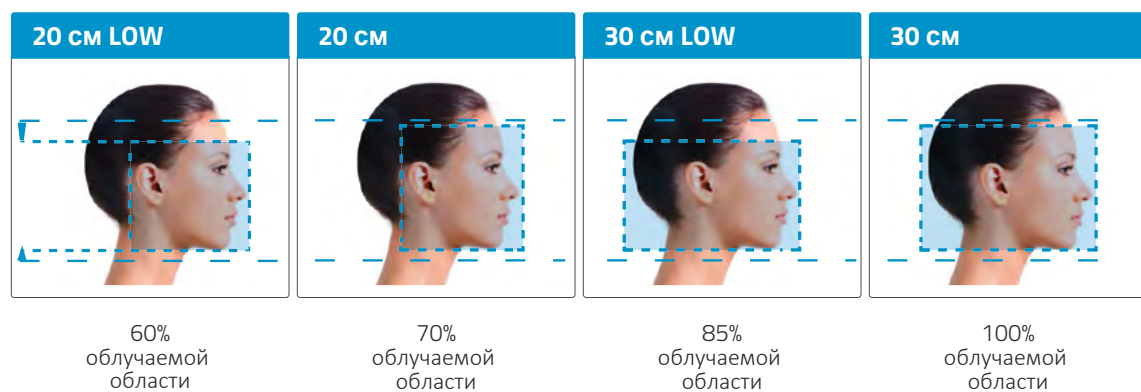 20 см LOW
20 см
30 см LOW
30 см
60%
облучаемой
области
70%
облучаемой
области
85%
облучаемой
области
100%
облучаемой
области